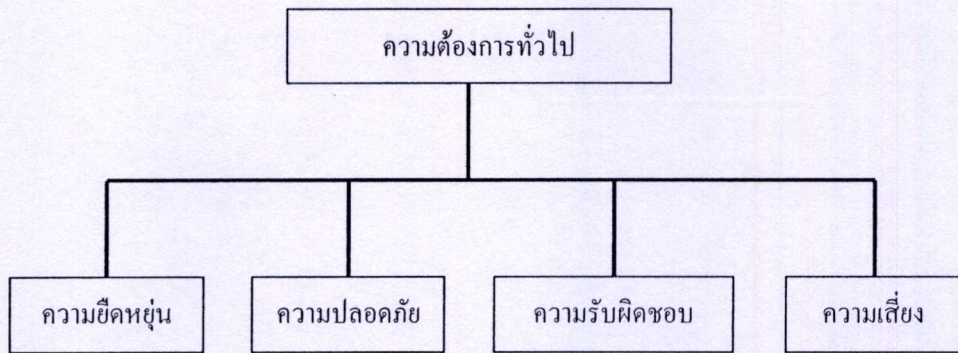 ความต้องการทั่วไป
ความยืดหยุ่น
ความปลอดภัย
ความรับผิดชอบ
ความเสี่ยง